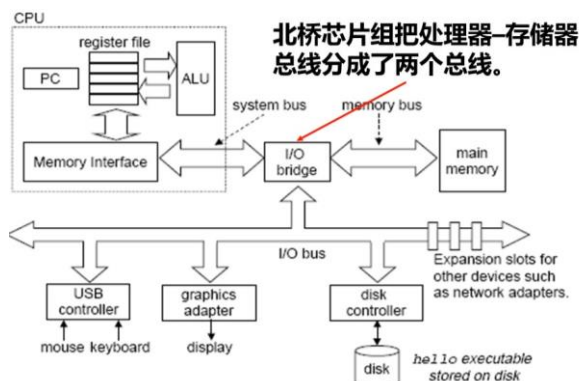 CPU
register file
PC
ALU
Memory Interface
北桥芯片组把处理器–存储器
总线分成了两个总线。
system bus
memory bus
I/O
bridge
main
memory
I/O bus
Expansion slots for
other devices such
as network adapters.
USB
controller
graphics
adapter
disk
controller
mouse keyboard
display
disk
hello executable
stored on disk